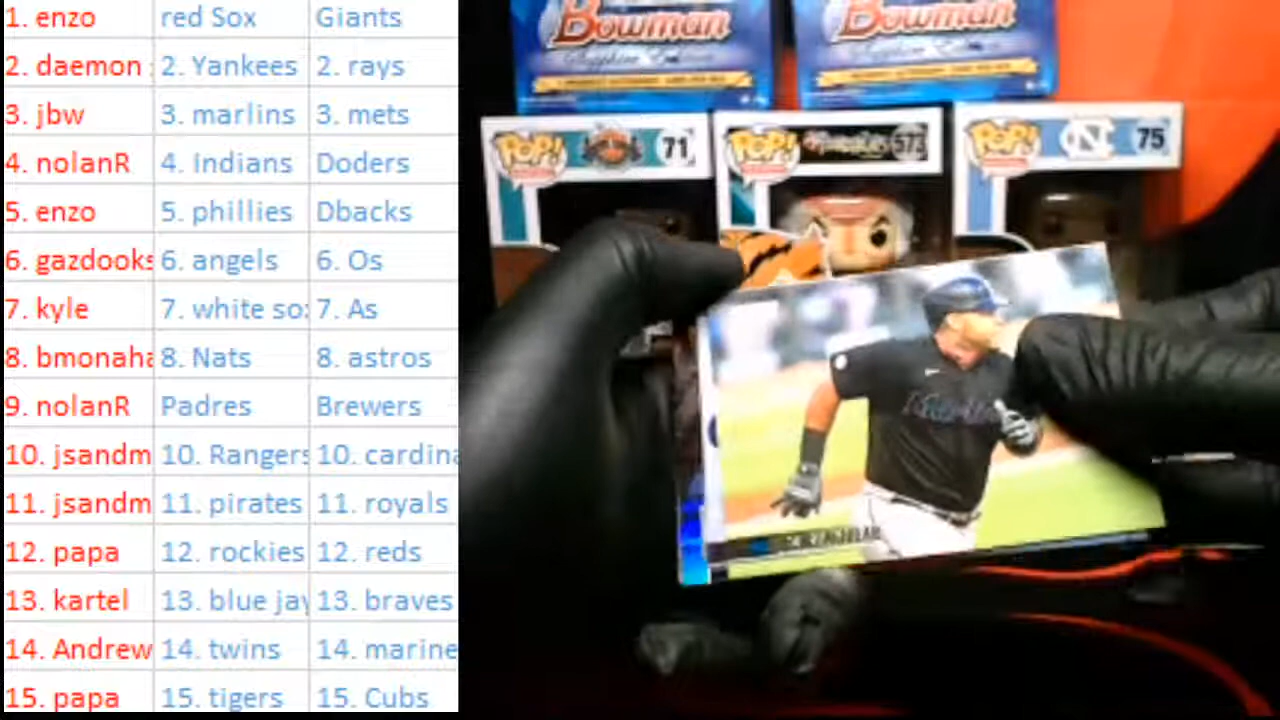 1. enzo red Sox Giants
2. daemon 2. Yankees 2. rays
3. jbw 3. marlins 3. mets
4. nolanR 4. Indians Doders
5. enzo 5. phillies Dbacks
6. gazdooks 6. angels 6. Os
7. kyle 7. white so 7. As
8. bmonaha 8. Nats 8. astros
9. nolanR Padres Brewers
10. jsandm 10. Rangers 10. cardina
11. jsandm 11. pirates 11. royals
12. papa 12. rockies 12. reds
13. kartel 13. blue jay 13. braves
14. Andrew 14. twins 14. marine
15. papa 15. tigers 15. Cubs
Bowman Bowman
POP! 71 POP! 573 POP! NC 75